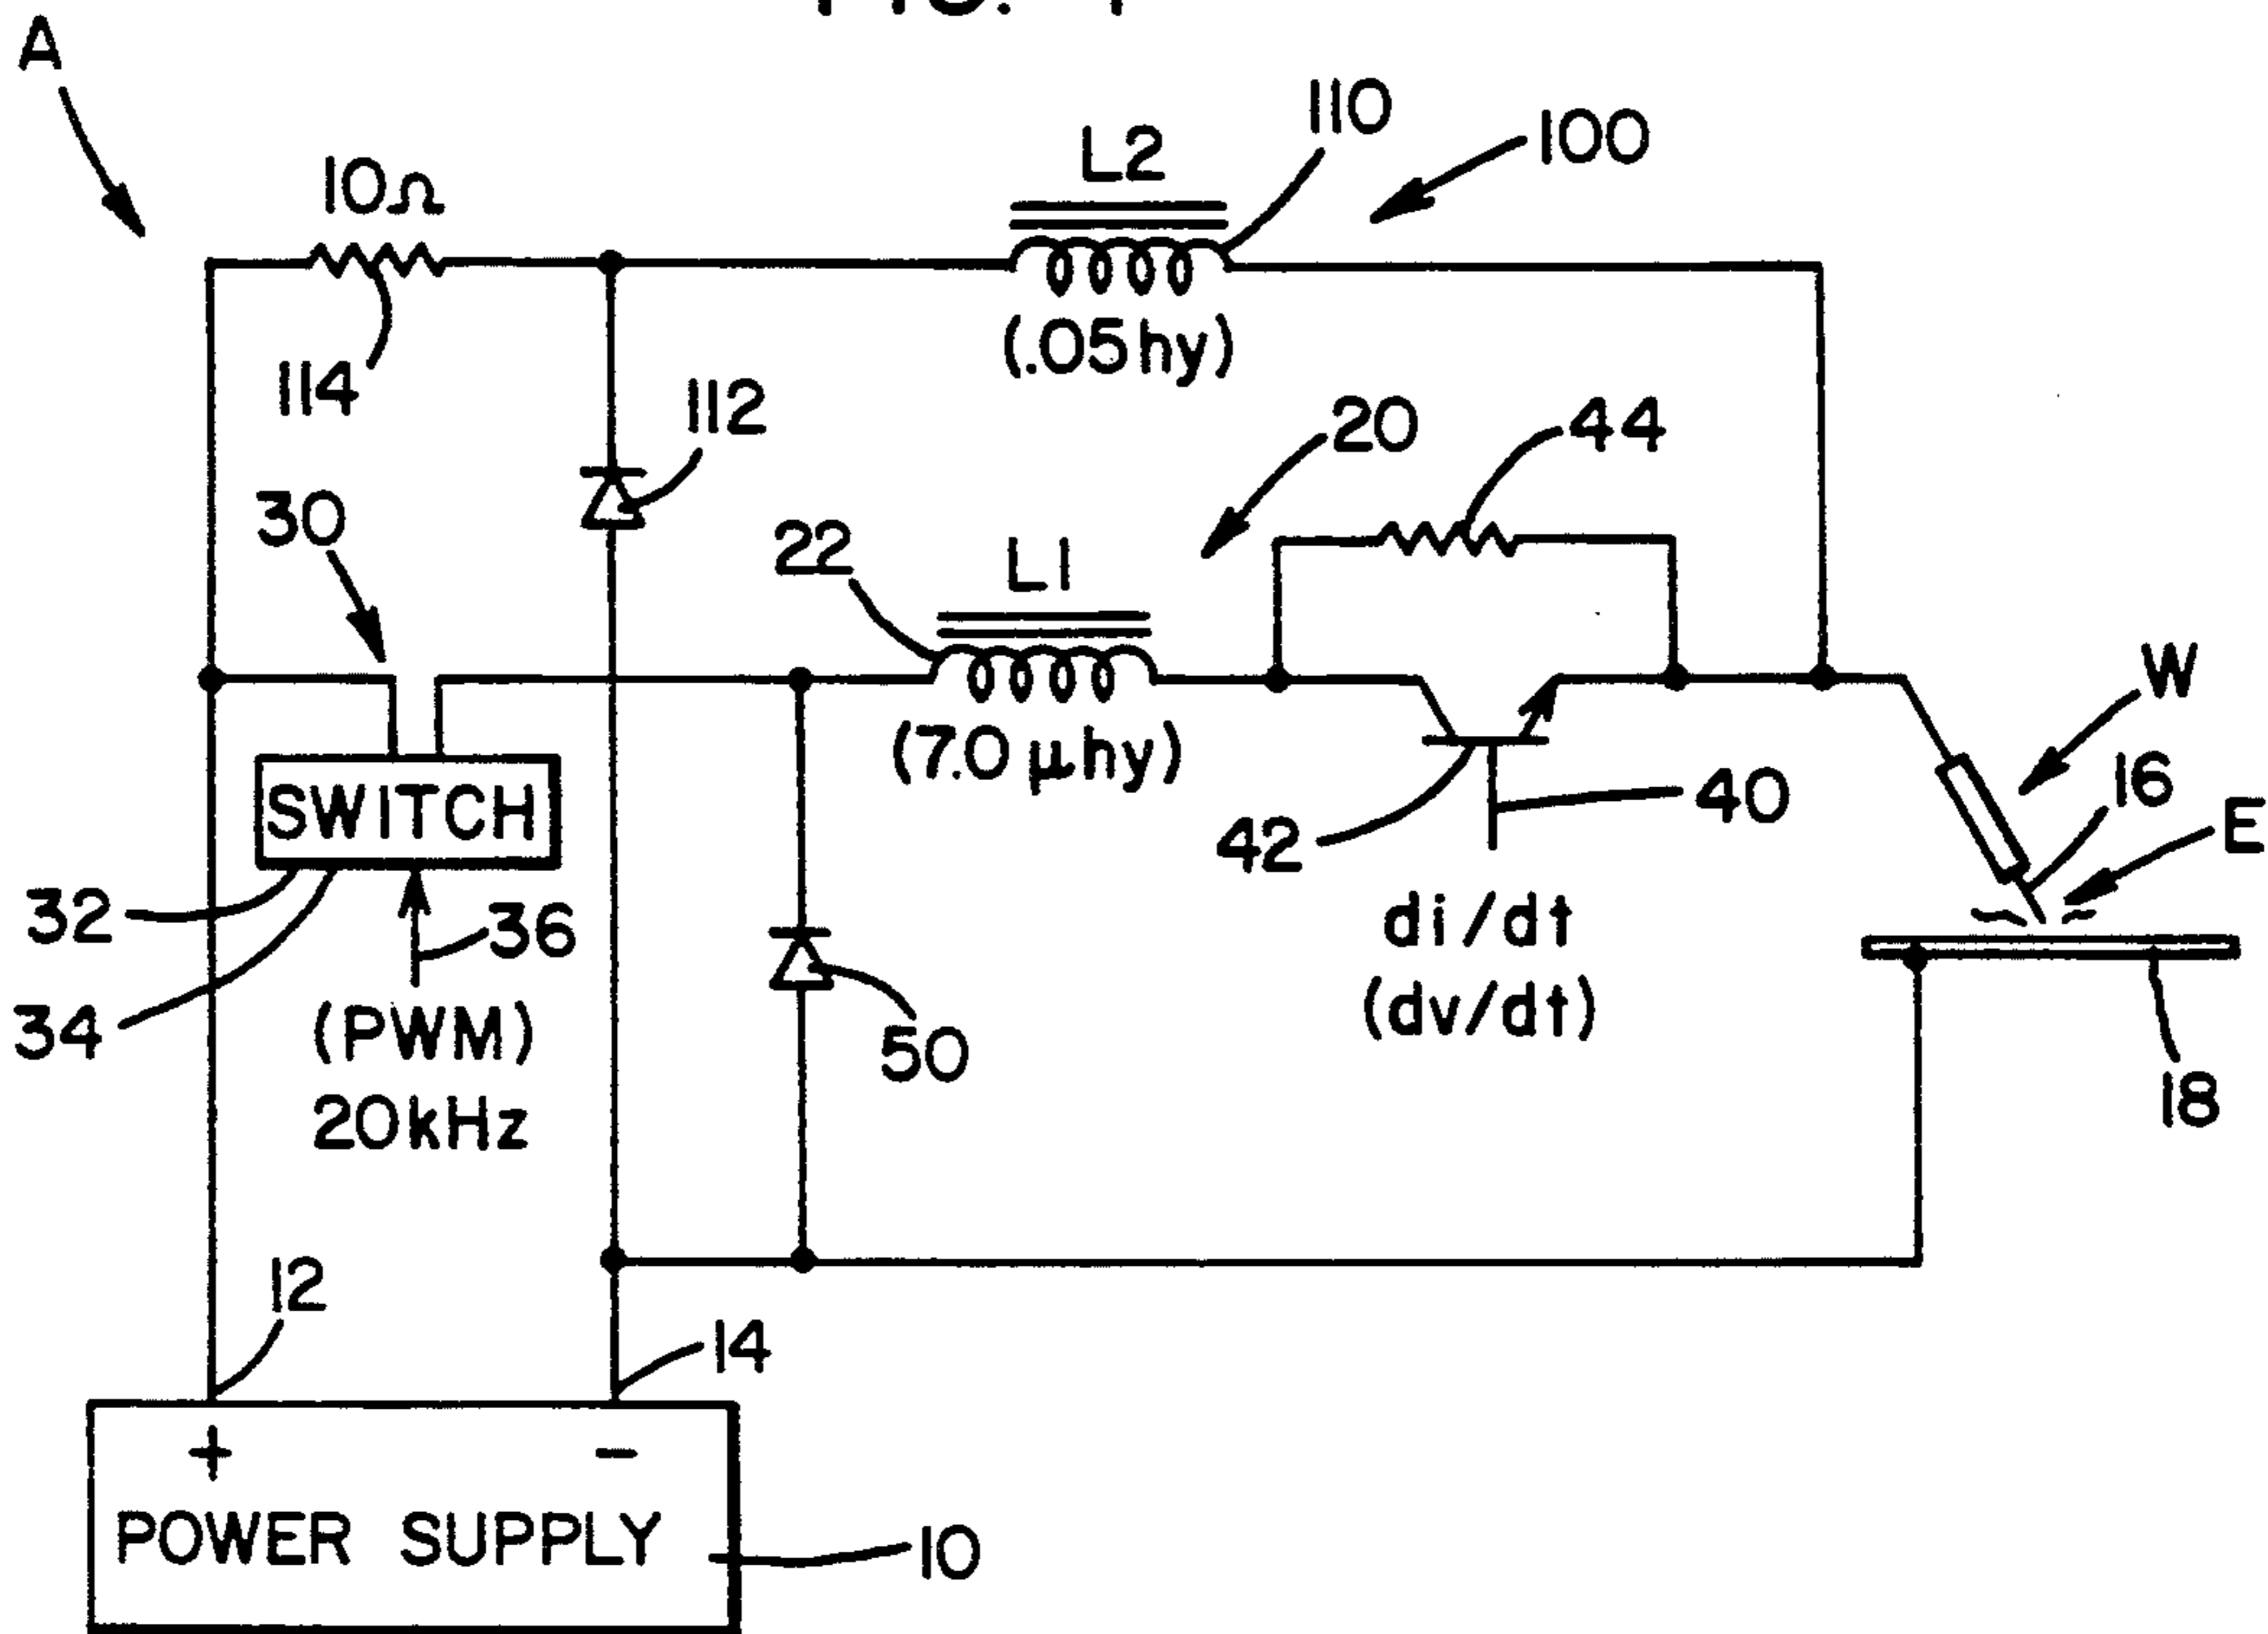 A
110
L2
100
10Ω
(.05hy)
114
112
20
44
30
22
L1
W
(7.0 µhy)
16
SWITCH
40
E
42
32
36
di/dt
34
(PWM)
(dv/dt)
50
20kHz
18
12
14
+ -
POWER SUPPLY
10